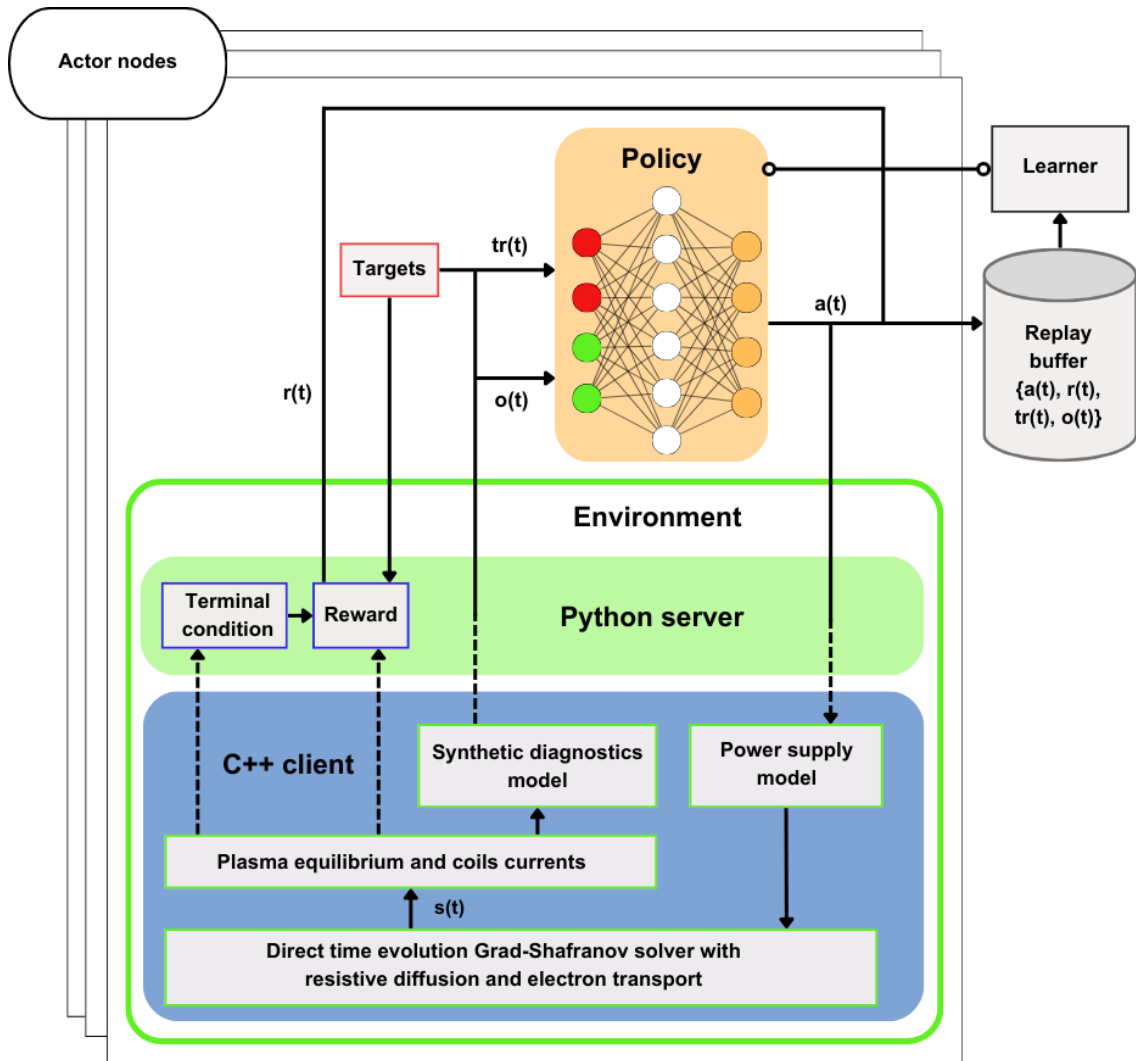 Actor nodes
Policy
Learner
tr(t)
Targets
a(t)
Replay
buffer
{a(t), r(t),
tr(t), o(t)}
r(t)
o(t)
Environment
Terminal
condition
Reward
Python server
C++ client
Synthetic diagnostics
model
Power supply
model
Plasma equilibrium and coils currents
s(t)
Direct time evolution Grad-Shafranov solver with
resistive diffusion and electron transport